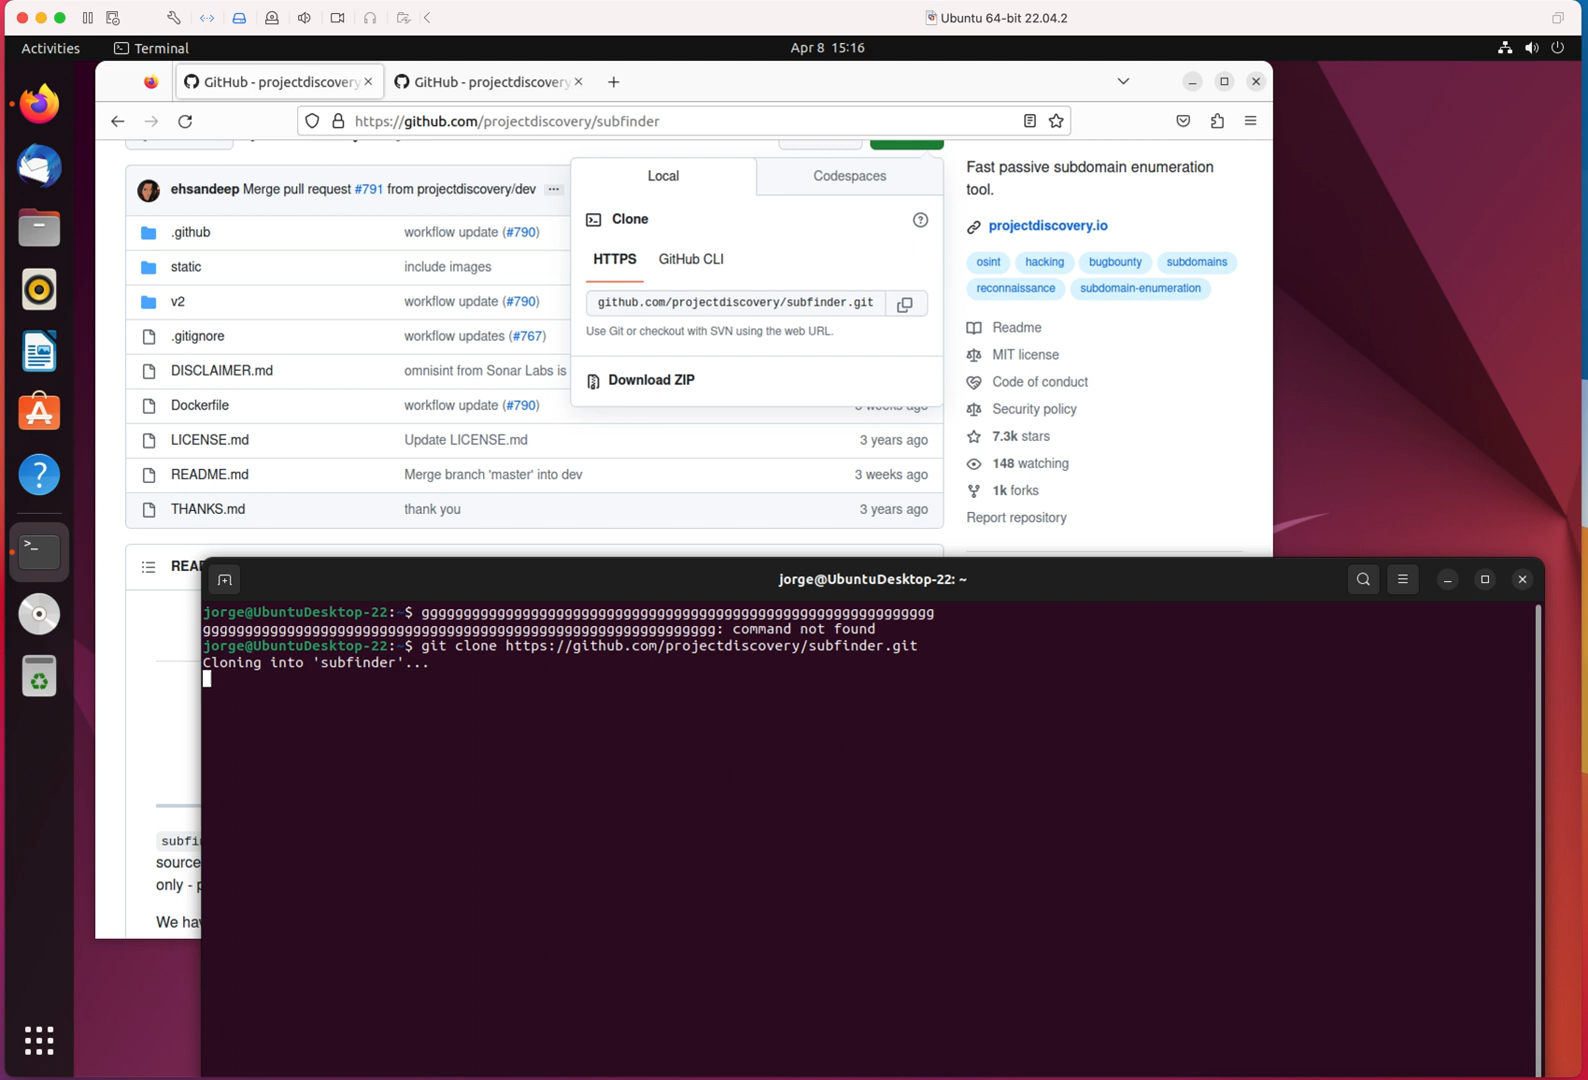 Ubuntu 64-bit 22.04.2
Activities
Terminal
Apr 8 15:16
GitHub - projectdiscovery
GitHub - projectdiscovery
https://github.com/projectdiscovery/subfinder
ehsandeep Merge pull request #791 from projectdiscovery/dev
.github workflow update (#790)
static include images
v2 workflow update (#790)
.gitignore workflow updates (#767)
DISCLAIMER.md omnisint from Sonar Labs is
Dockerfile workflow update (#790) 3 weeks ago
LICENSE.md Update LICENSE.md 3 years ago
README.md Merge branch 'master' into dev 3 weeks ago
THANKS.md thank you 3 years ago
Local
Codespaces
Clone
HTTPS GitHub CLI
github.com/projectdiscovery/subfinder.git
Use Git or checkout with SVN using the web URL.
Download ZIP
Fast passive subdomain enumeration
tool.
projectdiscovery.io
osint hacking bugbounty subdomains
reconnaissance subdomain-enumeration
Readme
MIT license
Code of conduct
Security policy
7.3k stars
148 watching
1k forks
Report repository
only -
jorge@UbuntuDesktop-22: ~
jorge@UbuntuDesktop-22:~$ ggggggggggggggggggggggggggggggggggggggggggggggggggggggggggggg
ggggggggggggggggggggggggggggggggggggggggggggggggggggggggggggg: command not found
jorge@UbuntuDesktop-22:~$ git clone https://github.com/projectdiscovery/subfinder.git
Cloning into 'subfinder'...
source
We